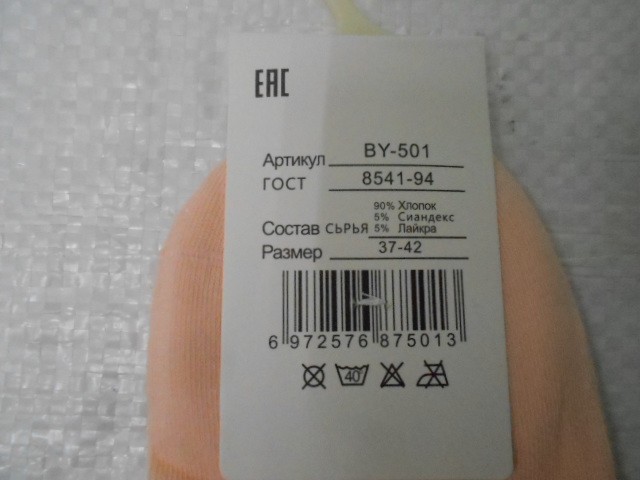 EAC
Артикул BY-501
ГОСТ 8541-94
90% Хлопок
5% Сиандекс
Состав СЬРЬЯ 5% Лайкра
Размер 37-42
6 972576 875013
40